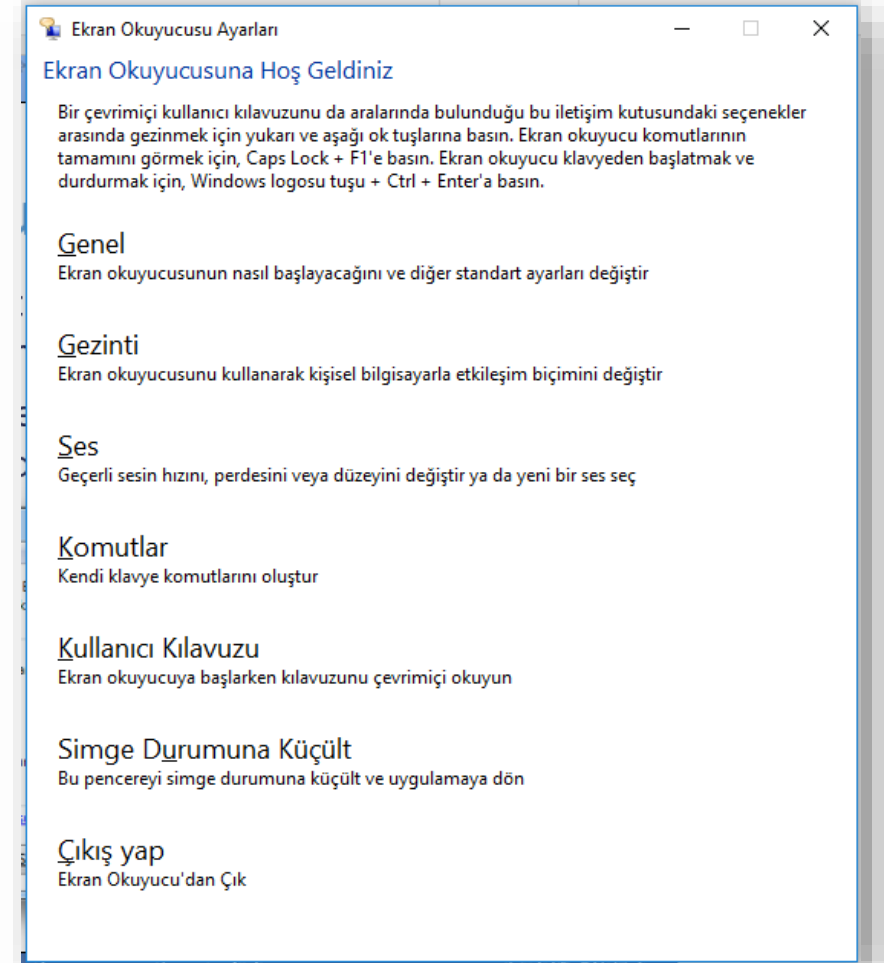 Ekran Okuyucusu Ayarları
Ekran Okuyucusuna Hoş Geldiniz
Bir çevrimiçi kullanıcı kılavuzunu da aralarında bulunduğu bu iletişim kutusundaki seçenekler
arasında gezinmek için yukarı ve aşağı ok tuşlarına basın. Ekran okuyucu komutlarının
tamamını görmek için, Caps Lock + F1'e basın. Ekran okuyucu klavyeden başlatmak ve
durdurmak için, Windows logosu tuşu + Ctrl + Enter'a basın.
Genel
Ekran okuyucusunun nasıl başlayacağını ve diğer standart ayarları değiştir
Gezinti
Ekran okuyucusunu kullanarak kişisel bilgisayarla etkileşim biçimini değiştir
Ses
Geçerli sesin hızını, perdesini veya düzeyini değiştir ya da yeni bir ses seç
Komutlar
Kendi klavye komutlarını oluştur
Kullanıcı Kılavuzu
Ekran okuyucuya başlarken kılavuzunu çevrimiçi okuyun
Simge Durumuna Küçült
Bu pencereyi simge durumuna küçült ve uygulamaya dön
Çıkış yap
Ekran Okuyucu'dan Çık